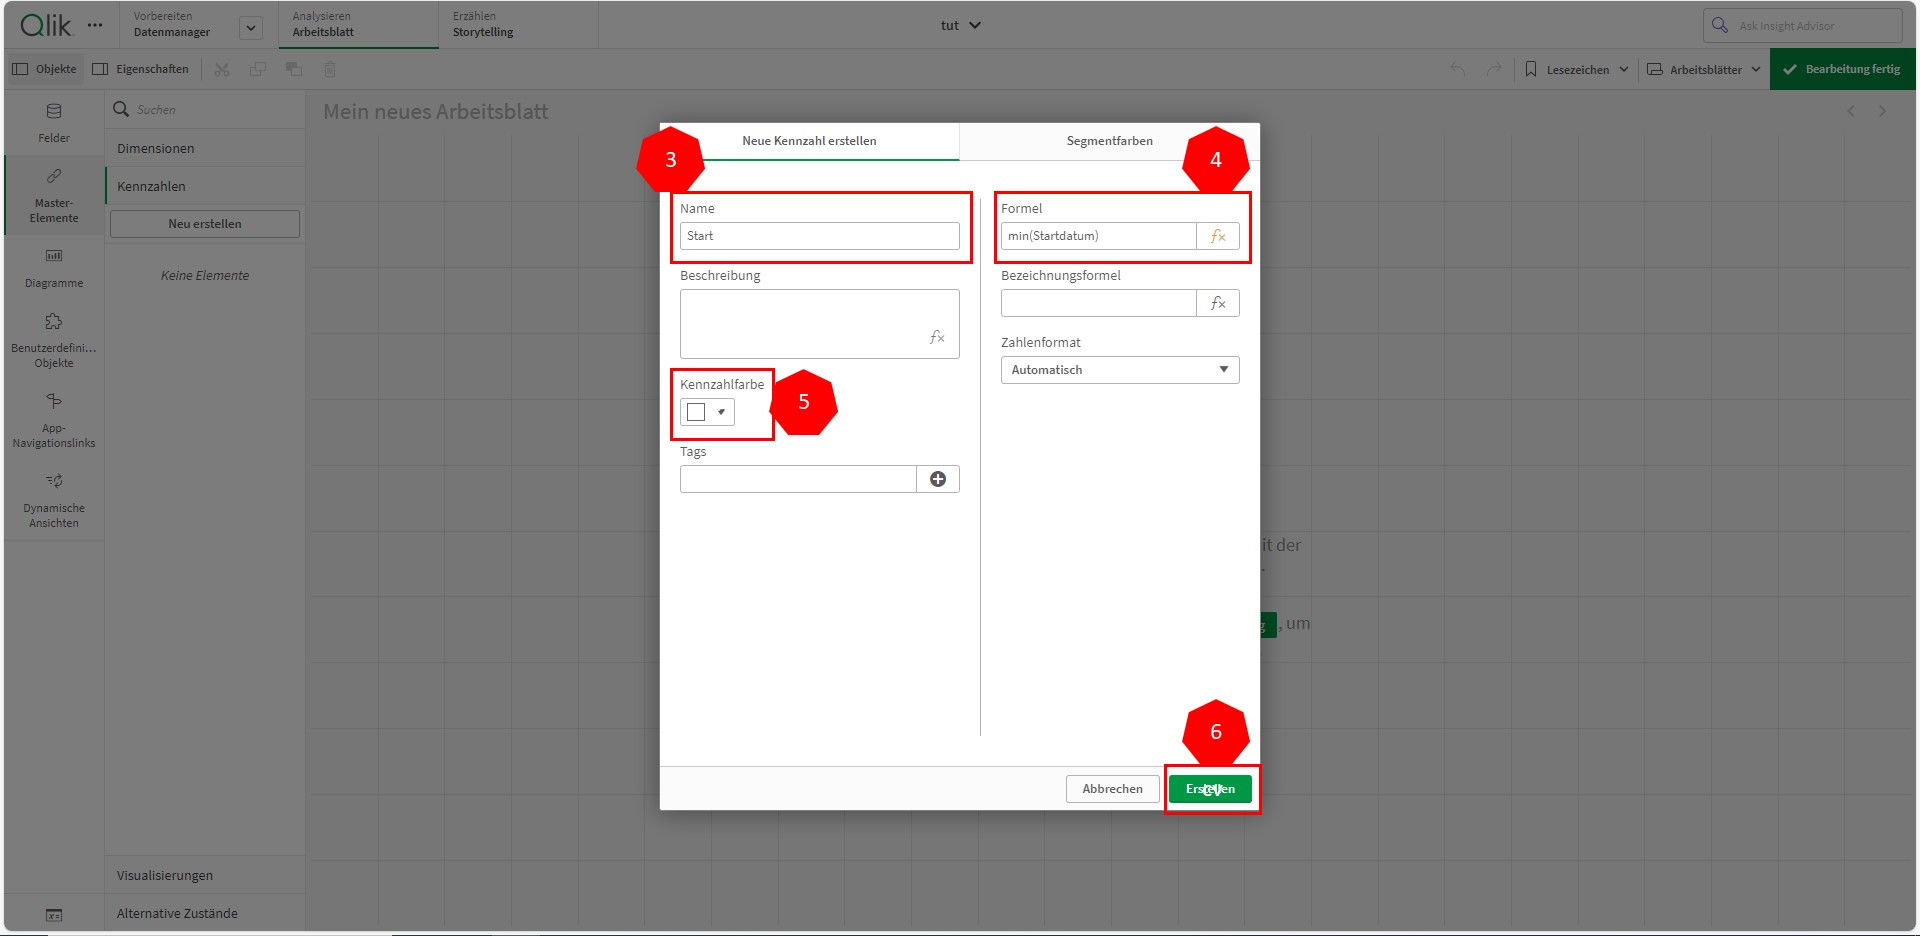 Qlik
Vorbereiten
Datenmanager
Analysieren
Arbeitsblatt
Erzählen
Storytelling
tut
Ask Insight Advisor
Objekte
Eigenschaften
Lesezeichen
Arbeitsblätter
Bearbeitung fertig
Felder
Master-
Elemente
Diagramme
Benutzerdefini...
Objekte
App-
Navigationslinks
Dynamische
Ansichten
Suchen
Dimensionen
Kennzahlen
Neu erstellen
Keine Elemente
Visualisierungen
Alternative Zustände
Mein neues Arbeitsblatt
Neue Kennzahl erstellen
Segmentfarben
3
4
Name
Start
Beschreibung
fx
Kennzahlfarbe
5
Tags
Formel
min(Startdatum)
fx
Bezeichnungsformel
fx
Zahlenformat
Automatisch
it der
.
g , um
6
Abbrechen
Erstellen